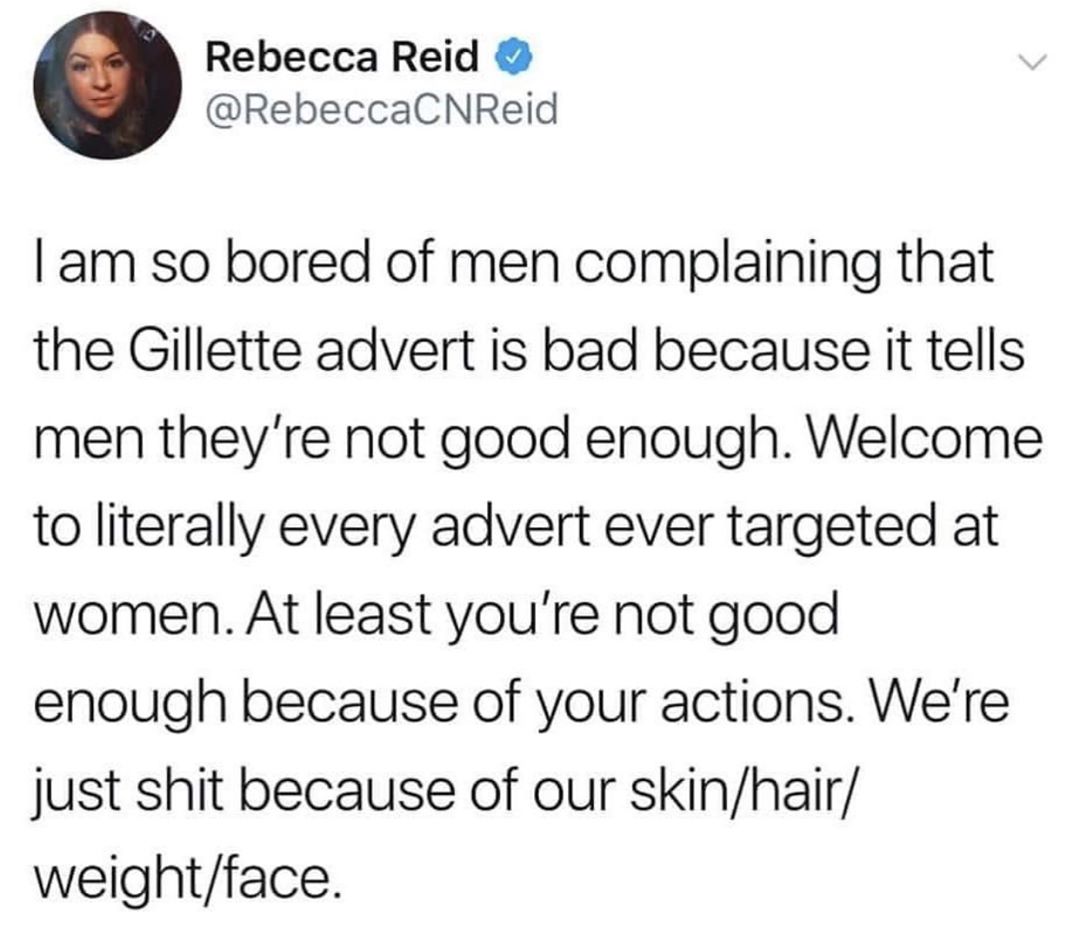 Rebecca Reid
@RebeccaCNReid
I am so bored of men complaining that
the Gillette advert is bad because it tells
men they're not good enough. Welcome
to literally every advert ever targeted at
women. At least you're not good
enough because of your actions. We're
just shit because of our skin/hair/
weight/face.